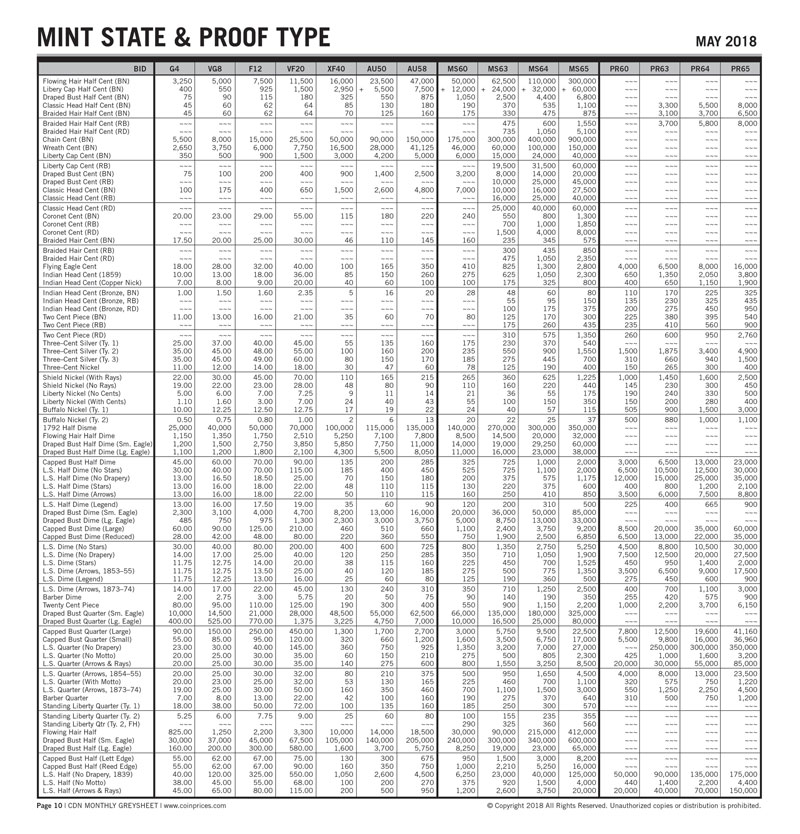 MINT STATE & PROOF TYPE MAY 2018
BID G4 VG8 F12 VF20 XF40 AU50 AU58 MS60 MS63 MS64 MS65 PR60 PR63 PR64 PR65
Flowing Hair Half Cent (BN) 3,250 5,000 7,500 11,500 16,000 23,500 47,000 50,000 62,500 110,000 300,000 --- --- --- ---
Libery Cap Half Cent (BN) 400 550 925 1,500 2,950 + 5,500 7,500 + 12,000 + 24,000 + 32,000 + 60,000 --- --- --- ---
Draped Bust Half Cent (BN) 75 90 115 180 325 550 875 1,050 2,500 4,400 6,800 --- --- --- ---
Classic Head Half Cent (BN) 45 60 62 64 85 130 180 190 370 535 1,100 --- 3,300 5,500 8,000
Braided Hair Half Cent (BN) 45 60 62 64 70 125 160 175 330 475 875 --- 3,100 3,700 6,500
Braided Hair Half Cent (RB) --- --- --- --- --- --- --- --- 475 600 1,550 --- 3,700 5,800 8,000
Braided Hair Half Cent (RD) --- --- --- --- --- --- --- --- 735 1,050 5,100 --- --- --- ---
Chain Cent (BN) 5,500 8,000 15,000 25,500 50,000 90,000 150,000 175,000 300,000 400,000 900,000 --- --- --- ---
Wreath Cent (BN) 2,650 3,750 6,000 7,750 16,500 28,000 41,125 46,000 60,000 100,000 150,000 --- --- --- ---
Liberty Cap Cent (BN) 350 500 900 1,500 3,000 4,200 5,000 6,000 15,000 24,000 40,000 --- --- --- ---
Liberty Cap Cent (RB) --- --- --- --- --- --- --- --- 19,500 31,500 60,000 --- --- --- ---
Draped Bust Cent (BN) 75 100 200 400 900 1,400 2,500 3,200 8,000 14,000 20,000 --- --- --- ---
Draped Bust Cent (RB) --- --- --- --- --- --- --- --- 10,000 25,000 45,000 --- --- --- ---
Classic Head Cent (BN) 100 175 400 650 1,500 2,600 4,800 7,000 10,000 16,000 27,500 --- --- --- ---
Classic Head Cent (RB) --- --- --- --- --- --- --- --- 16,000 25,000 40,000 --- --- --- ---
Classic Head Cent (RD) --- --- --- --- --- --- --- --- 25,000 40,000 60,000 --- --- --- ---
Coronet Cent (BN) 20.00 23.00 29.00 55.00 115 180 220 240 550 800 1,300 --- --- --- ---
Coronet Cent (RB) --- --- --- --- --- --- --- --- 700 1,000 1,850 --- --- --- ---
Coronet Cent (RD) --- --- --- --- --- --- --- --- 1,500 4,000 8,000 --- --- --- ---
Braided Hair Cent (BN) 17.50 20.00 25.00 30.00 46 110 145 160 235 345 575 --- --- --- ---
Braided Hair Cent (RB) --- --- --- --- --- --- --- --- 300 435 850 --- --- --- ---
Braided Hair Cent (RD) --- --- --- --- --- --- --- --- 475 1,050 2,350 --- --- --- ---
Flying Eagle Cent 18.00 28.00 32.00 40.00 100 165 350 410 825 1,300 2,800 4,000 6,500 8,000 16,000
Indian Head Cent (1859) 10.00 13.00 18.00 36.00 85 150 260 275 625 1,050 2,300 650 1,350 2,050 3,800
Indian Head Cent (Copper Nick) 7.00 8.00 9.00 20.00 40 60 100 100 175 325 800 400 650 1,150 1,900
Indian Head Cent (Bronze, BN) 1.00 1.50 1.60 2.35 5 16 20 28 48 60 80 110 170 225 325
Indian Head Cent (Bronze, RB) --- --- --- --- --- --- --- --- 55 95 150 135 230 325 435
Indian Head Cent (Bronze, RD) --- --- --- --- --- --- --- --- 100 175 375 200 275 450 950
Two Cent Piece (BN) 11.00 13.00 16.00 21.00 35 60 70 80 125 170 300 225 380 395 540
Two Cent Piece (RB) --- --- --- --- --- --- --- --- 175 260 435 235 410 560 900
Two Cent Piece (RD) --- --- --- --- --- --- --- --- 310 575 1,350 260 600 950 2,760
Three-Cent Silver (Ty. 1) 25.00 37.00 40.00 45.00 55 135 160 175 230 370 540 --- --- --- ---
Three-Cent Silver (Ty. 2) 35.00 45.00 48.00 55.00 100 160 200 235 550 900 1,550 1,500 1,875 3,400 4,900
Three-Cent Silver (Ty. 3) 35.00 45.00 49.00 60.00 80 150 170 185 275 445 700 310 660 940 1,500
Three-Cent Nickel 11.00 12.00 14.00 18.00 30 47 60 78 125 190 400 150 265 300 400
Shield Nickel (With Rays) 22.00 30.00 45.00 70.00 110 165 215 265 360 625 1,225 1,000 1,450 1,600 2,500
Shield Nickel (No Rays) 19.00 22.00 23.00 28.00 48 80 90 110 160 220 440 145 230 300 450
Liberty Nickel (No Cents) 5.00 6.00 7.00 7.25 9 11 14 21 36 55 175 190 240 330 500
Liberty Nickel (With Cents) 1.10 1.60 3.00 7.00 24 40 43 55 100 150 350 150 200 280 400
Buffalo Nickel (Ty. 1) 10.00 12.25 12.50 12.75 17 19 22 24 40 57 115 505 900 1,500 3,000
Buffalo Nickel (Ty. 2) 0.50 0.75 0.80 1.00 2 6 13 20 22 25 37 500 880 1,000 1,100
1792 Half Disme 25,000 40,000 50,000 70,000 100,000 115,000 135,000 140,000 270,000 300,000 350,000 --- --- --- ---
Flowing Hair Half Dime 1,150 1,350 1,750 2,510 5,250 7,100 7,800 8,500 14,500 20,000 32,000 --- --- --- ---
Draped Bust Half Dime (Sm. Eagle) 1,200 1,500 2,750 3,850 5,850 7,750 11,000 14,000 19,000 29,250 60,000 --- --- --- ---
Draped Bust Half Dime (Lg. Eagle) 1,100 1,200 1,800 2,100 4,300 5,500 8,050 11,000 16,000 23,000 38,000 --- --- --- ---
Capped Bust Half Dime 45.00 60.00 70.00 90.00 135 200 285 325 725 1,000 2,000 3,000 6,500 13,000 23,000
L.S. Half Dime (No Stars) 30.00 40.00 70.00 115.00 185 400 450 525 725 1,100 2,000 6,500 10,500 12,500 30,000
L.S. Half Dime (No Drapery) 13.00 16.50 18.50 25.00 70 150 180 200 375 575 1,175 12,000 15,000 25,000 35,000
L.S. Half Dime (Stars) 13.00 16.00 18.00 22.00 48 110 115 130 220 375 600 400 800 1,200 2,100
L.S. Half Dime (Arrows) 13.00 16.00 18.00 22.00 50 110 115 160 250 410 850 3,500 6,000 7,500 8,800
L.S. Half Dime (Legend) 13.00 16.00 17.50 19.00 35 60 90 120 200 310 500 225 400 665 900
Draped Bust Dime (Sm. Eagle) 2,300 3,100 4,000 4,700 8,200 13,000 16,000 20,000 36,000 50,000 85,000 --- --- --- ---
Draped Bust Dime (Lg. Eagle) 485 750 975 1,300 2,300 3,000 3,750 5,000 8,750 13,000 33,000 --- --- --- ---
Capped Bust Dime (Large) 60.00 90.00 125.00 210.00 460 510 660 1,100 2,400 3,750 9,200 8,500 20,000 35,000 60,000
Capped Bust Dime (Reduced) 28.00 42.00 48.00 80.00 220 360 550 750 1,900 2,500 6,850 6,500 13,000 22,000 35,000
L.S. Dime (No Stars) 30.00 40.00 80.00 200.00 400 600 725 800 1,350 2,750 5,250 4,500 8,800 10,500 30,000
L.S. Dime (No Drapery) 14.00 17.00 25.00 40.00 120 250 285 350 710 1,050 1,900 7,500 12,500 20,000 27,500
L.S. Dime (Stars) 11.75 12.75 14.00 20.00 38 115 160 225 450 700 1,525 450 950 1,400 2,000
L.S. Dime (Arrows, 1853-55) 11.75 12.75 13.50 25.00 40 120 185 275 500 775 1,350 3,500 6,500 9,000 17,500
L.S. Dime (Legend) 11.75 12.25 13.00 16.00 25 60 80 125 190 360 500 275 450 600 900
L.S. Dime (Arrows, 1873-74) 14.00 17.00 22.00 45.00 130 240 310 350 710 1,250 2,500 400 700 1,100 3,000
Barber Dime 2.00 2.75 3.00 5.75 20 50 75 90 140 190 350 255 420 575 900
Twenty Cent Piece 80.00 95.00 110.00 125.00 190 300 400 550 900 1,150 2,200 1,000 2,200 3,700 6,150
Draped Bust Quarter (Sm. Eagle) 10,000 14,500 21,000 28,000 48,500 55,000 62,500 66,000 135,000 180,000 325,000 --- --- --- ---
Draped Bust Quarter (Lg. Eagle) 400.00 525.00 770.00 1,375 3,225 4,750 7,000 10,000 16,500 25,000 80,000 --- --- --- ---
Capped Bust Quarter (Large) 90.00 150.00 250.00 450.00 1,300 1,700 2,700 3,000 5,750 9,500 22,500 7,800 12,500 19,600 41,160
Capped Bust Quarter (Small) 55.00 85.00 95.00 120.00 320 660 1,200 1,600 3,500 6,750 17,000 5,500 9,800 16,000 36,960
L.S. Quarter (No Drapery) 23.00 30.00 40.00 145.00 360 750 925 1,350 3,200 7,000 27,000 --- 250,000 300,000 350,000
L.S. Quarter (No Motto) 20.00 25.00 30.00 35.00 60 150 210 275 500 805 2,300 425 1,000 1,600 3,200
L.S. Quarter (Arrows & Rays) 20.00 25.00 30.00 35.00 140 275 600 800 1,550 3,250 8,500 20,000 30,000 55,000 85,000
L.S. Quarter (Arrows, 1854-55) 20.00 25.00 30.00 32.00 80 210 375 500 950 1,650 4,500 4,000 8,000 13,000 23,500
L.S. Quarter (With Motto) 20.00 23.00 25.00 32.00 53 130 165 225 460 700 1,100 320 575 750 1,220
L.S. Quarter (Arrows, 1873-74) 19.00 25.00 30.00 50.00 160 350 460 700 1,100 1,500 3,000 550 1,250 2,250 4,500
Barber Quarter 7.00 8.00 13.00 22.00 42 100 160 190 275 370 640 310 500 750 1,200
Standing Liberty Quarter (Ty. 1) 18.00 38.00 50.00 72.00 100 135 160 185 250 300 570 --- --- --- ---
Standing Liberty Quarter (Ty. 2) 5.25 6.00 7.75 9.00 25 60 80 100 155 235 355 --- --- --- ---
Standing Liberty Qtr (Ty. 2, FH) --- --- --- --- --- --- --- 290 325 360 560 --- --- --- ---
Flowing Hair Half 825.00 1,250 2,200 3,300 10,000 14,000 18,500 30,000 90,000 215,000 412,000 --- --- --- ---
Draped Bust Half (Sm. Eagle) 30,000 37,000 45,000 67,500 105,000 140,000 205,000 240,000 300,000 340,000 600,000 --- --- --- ---
Draped Bust Half (Lg. Eagle) 160.00 200.00 300.00 580.00 1,600 3,700 5,750 8,250 19,000 23,000 65,000 --- --- --- ---
Capped Bust Half (Lett Edge) 55.00 62.00 67.00 75.00 130 300 675 950 1,500 3,000 8,200 --- --- --- ---
Capped Bust Half (Reed Edge) 55.00 62.00 67.00 90.00 160 350 750 1,000 2,210 5,250 16,000 --- --- --- ---
L.S. Half (No Drapery, 1839) 40.00 120.00 325.00 550.00 1,050 2,600 4,500 6,250 23,000 40,000 125,000 50,000 90,000 135,000 175,000
L.S. Half (No Motto) 38.00 45.00 55.00 68.00 100 200 270 375 920 1,500 4,000 440 1,400 2,200 4,400
L.S. Half (Arrows & Rays) 45.00 65.00 80.00 115.00 200 500 950 1,200 2,600 3,750 20,000 20,000 40,000 70,000 150,000
Page 10 | CDN MONTHLY GREYSHEET | www.coinprices.com © Copyright 2018 All Rights Reserved. Unauthorized copies or distribution is prohibited.